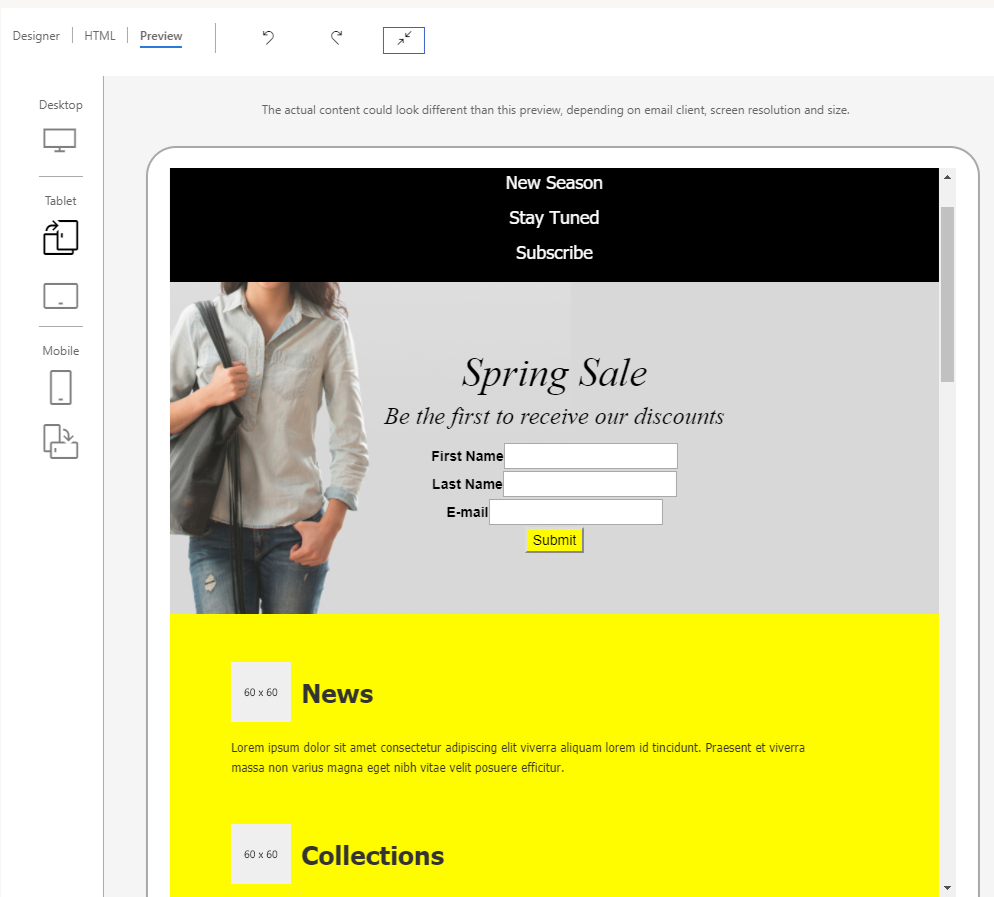 Designer HTML Preview
Desktop
The actual content could look different than this preview, depending on email client, screen resolution and size.
Tablet
Mobile
New Season
Stay Tuned
Subscribe
Spring Sale
Be the first to receive our discounts
First Name
Last Name
E-mail
Submit
60 x 60
News
Lorem ipsum dolor sit amet consectetur adipiscing elit viverra aliquam lorem id tincidunt. Praesent et viverra
massa non varius magna eget nibh vitae velit posuere efficitur.
60 x 60
Collections